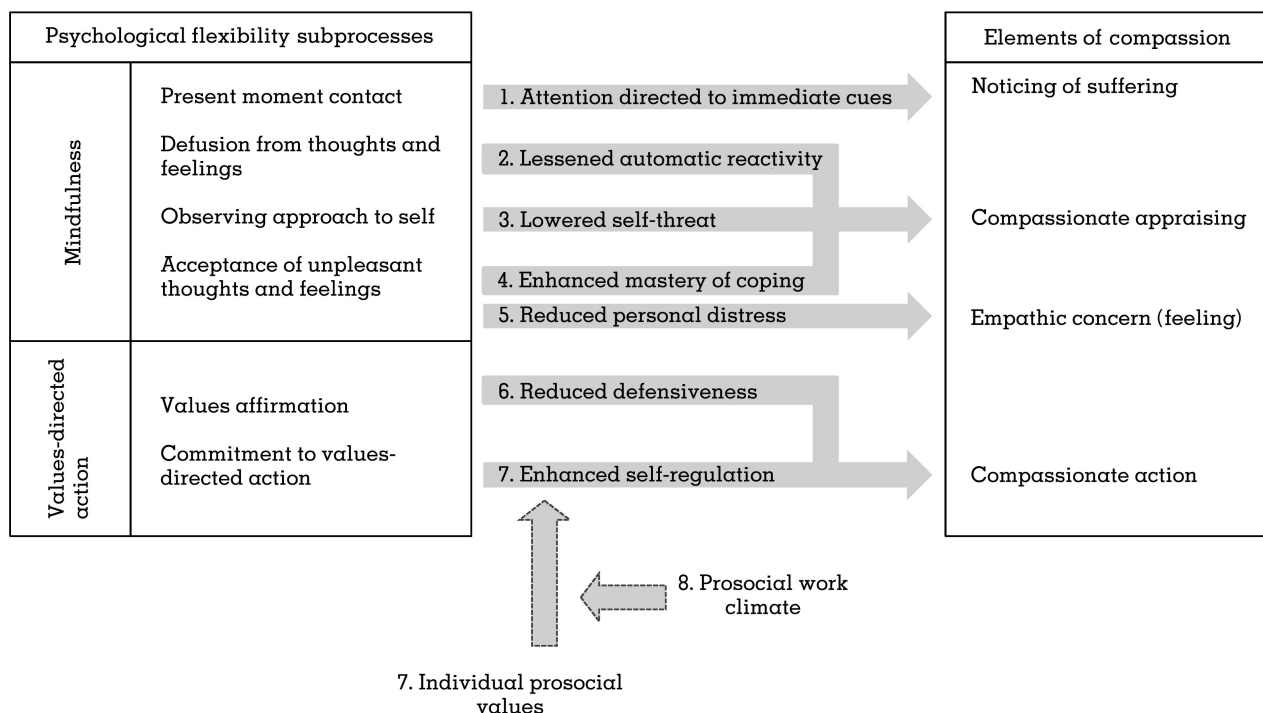 Psychological flexibility subprocesses
Elements of compassion
Mindfulness
Present moment contact
1. Attention directed to immediate cues
Noticing of suffering
Defusion from thoughts and
feelings
2. Lessened automatic reactivity
Observing approach to self
3. Lowered self-threat
Compassionate appraising
Acceptance of unpleasant
thoughts and feelings
4. Enhanced mastery of coping
5. Reduced personal distress
Empathic concern (feeling)
Values-directed
action
Values affirmation
6. Reduced defensiveness
Commitment to values-
directed action
7. Enhanced self-regulation
Compassionate action
8. Prosocial work
climate
7. Individual prosocial
values